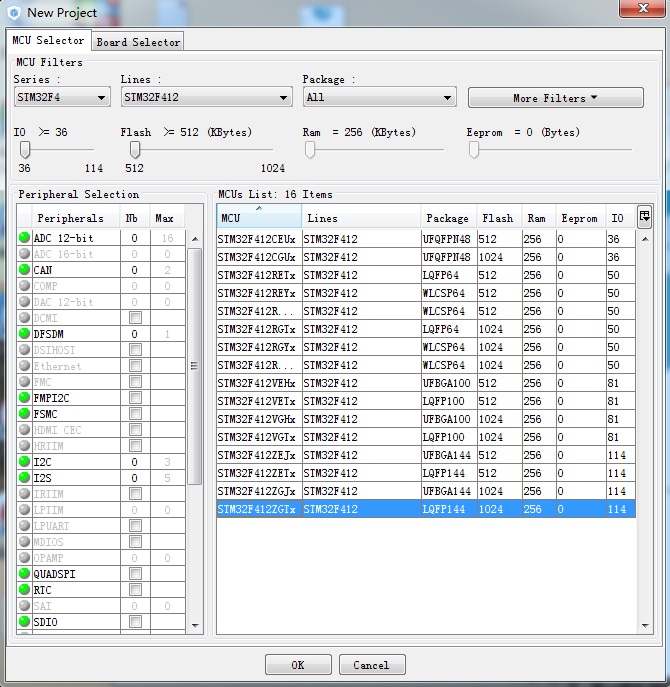 New Project
MCU Selector Board Selector
MCU Filters
Series : Lines : Package :
STM32F4 STM32F412 All More Filters
IO >= 36 Flash >= 512 (KBytes) Ram = 256 (KBytes) Eeprom = 0 (Bytes)
36 114 512 1024
Peripheral Selection
Peripherals Nb Max
ADC 12-bit 0 16
ADC 16-bit 0 0
CAN 0 2
COMP 0 0
DAC 12-bit 0 0
DCMI
DFSDM 0 1
DSIHOST
Ethernet
FMC
FMPI2C
FSMC
HDMI CEC
HRTIM
I2C 0 3
I2S 0 5
IRTIM
LPTIM 0 0
LPUART
MDIOS
OPAMP 0 0
QUADSPI
RTC
SAI 0 0
SDIO
MCUs List: 16 Items
MCU Lines Package Flash Ram Eeprom IO
STM32F412CEUx STM32F412 UFQFPN48 512 256 0 36
STM32F412CGUx STM32F412 UFQFPN48 1024 256 0 36
STM32F412RETx STM32F412 LQFP64 512 256 0 50
STM32F412REYx STM32F412 WLCSP64 512 256 0 50
STM32F412R... STM32F412 WLCSP64 512 256 0 50
STM32F412RGTx STM32F412 LQFP64 1024 256 0 50
STM32F412RGYx STM32F412 WLCSP64 1024 256 0 50
STM32F412R... STM32F412 WLCSP64 1024 256 0 50
STM32F412VEHx STM32F412 UFBGA100 512 256 0 81
STM32F412VETx STM32F412 LQFP100 512 256 0 81
STM32F412VGHx STM32F412 UFBGA100 1024 256 0 81
STM32F412VGTx STM32F412 LQFP100 1024 256 0 81
STM32F412ZEJx STM32F412 UFBGA144 512 256 0 114
STM32F412ZETx STM32F412 LQFP144 512 256 0 114
STM32F412ZGJx STM32F412 UFBGA144 1024 256 0 114
STM32F412ZGTx STM32F412 LQFP144 1024 256 0 114
OK Cancel